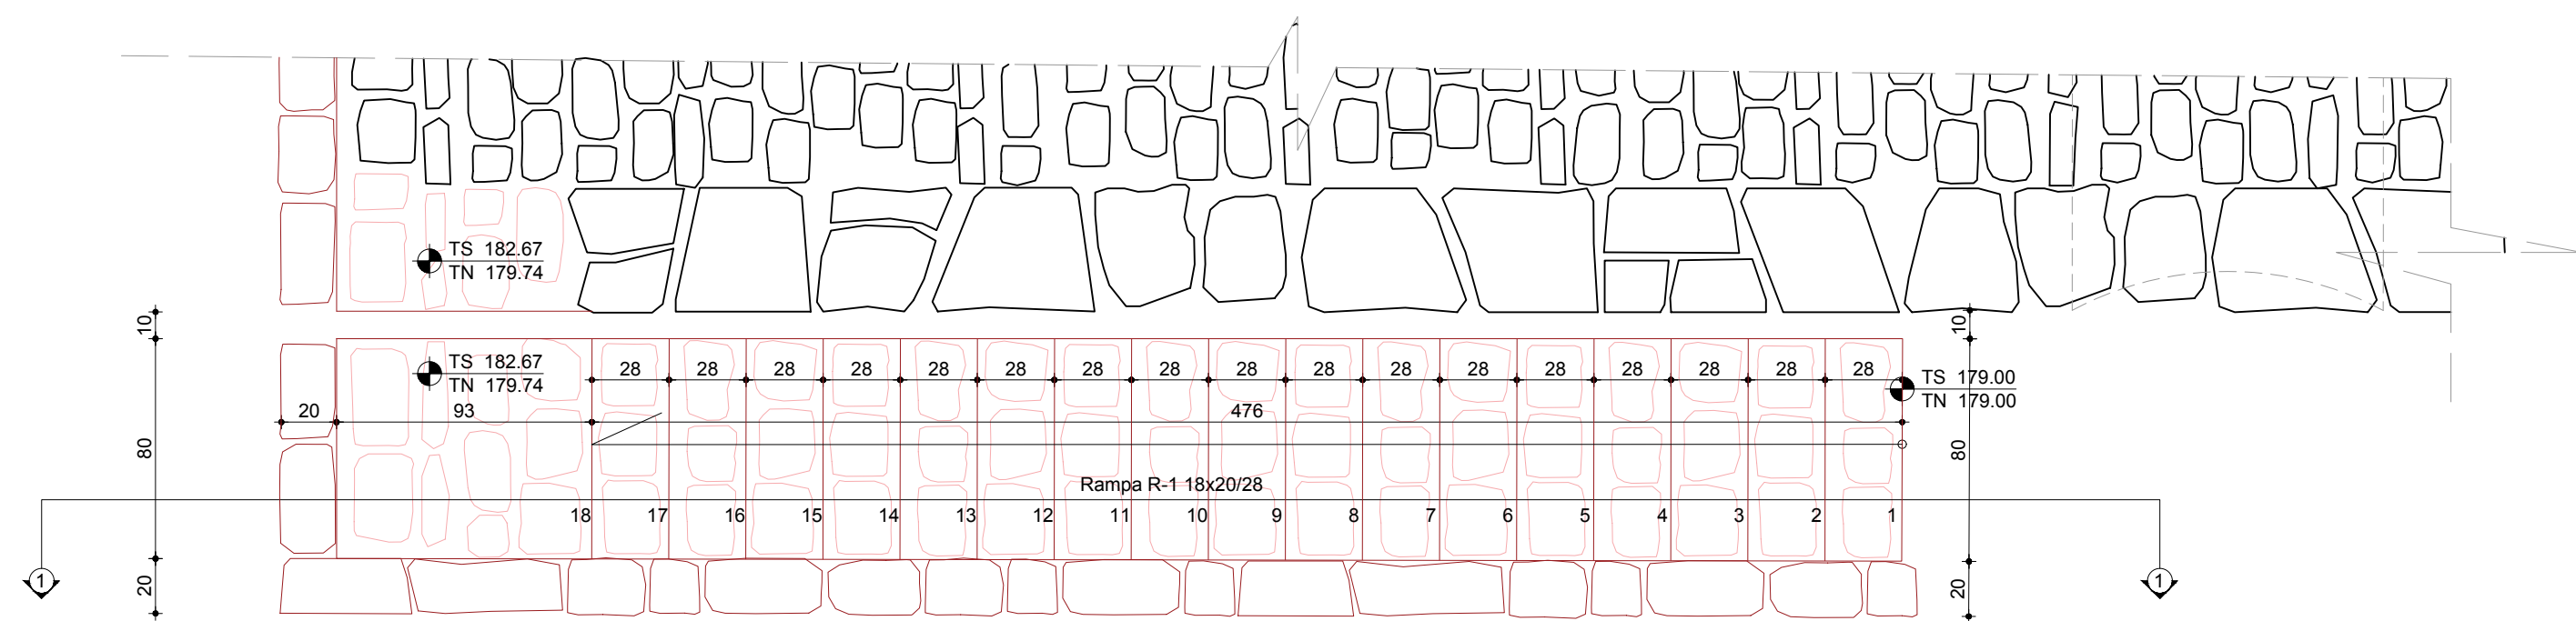 TS 182.67
TN 179.74
10
10
TS 182.67
TN 179.74
28 28 28 28 28 28 28 28 28 28 28 28 28 28 28 28 28
TS 179.00
TN 179.00
20 93 476
80
80
Rampa R-1 18x20/28
18 17 16 15 14 13 12 11 10 9 8 7 6 5 4 3 2 1
1
1
20
20